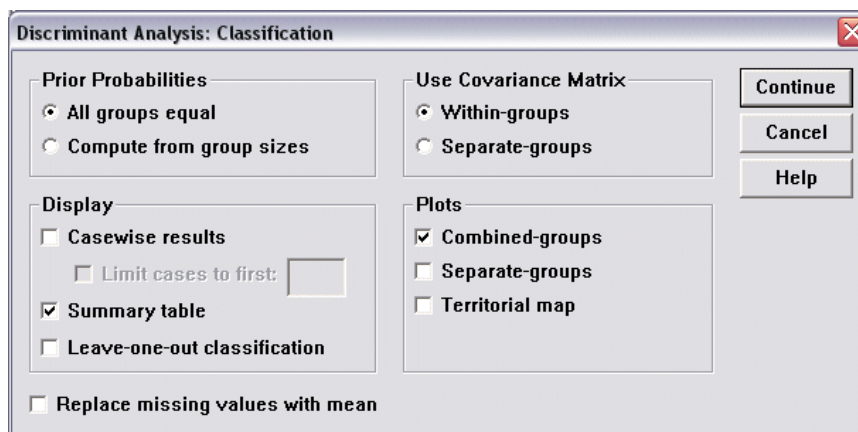 Discriminant Analysis: Classification
Prior Probabilities
All groups equal
Compute from group sizes
Use Covariance Matrix
Within-groups
Separate-groups
Continue
Cancel
Help
Display
Casewise results
Limit cases to first:
Summary table
Leave-one-out classification
Plots
Combined-groups
Separate-groups
Territorial map
Replace missing values with mean